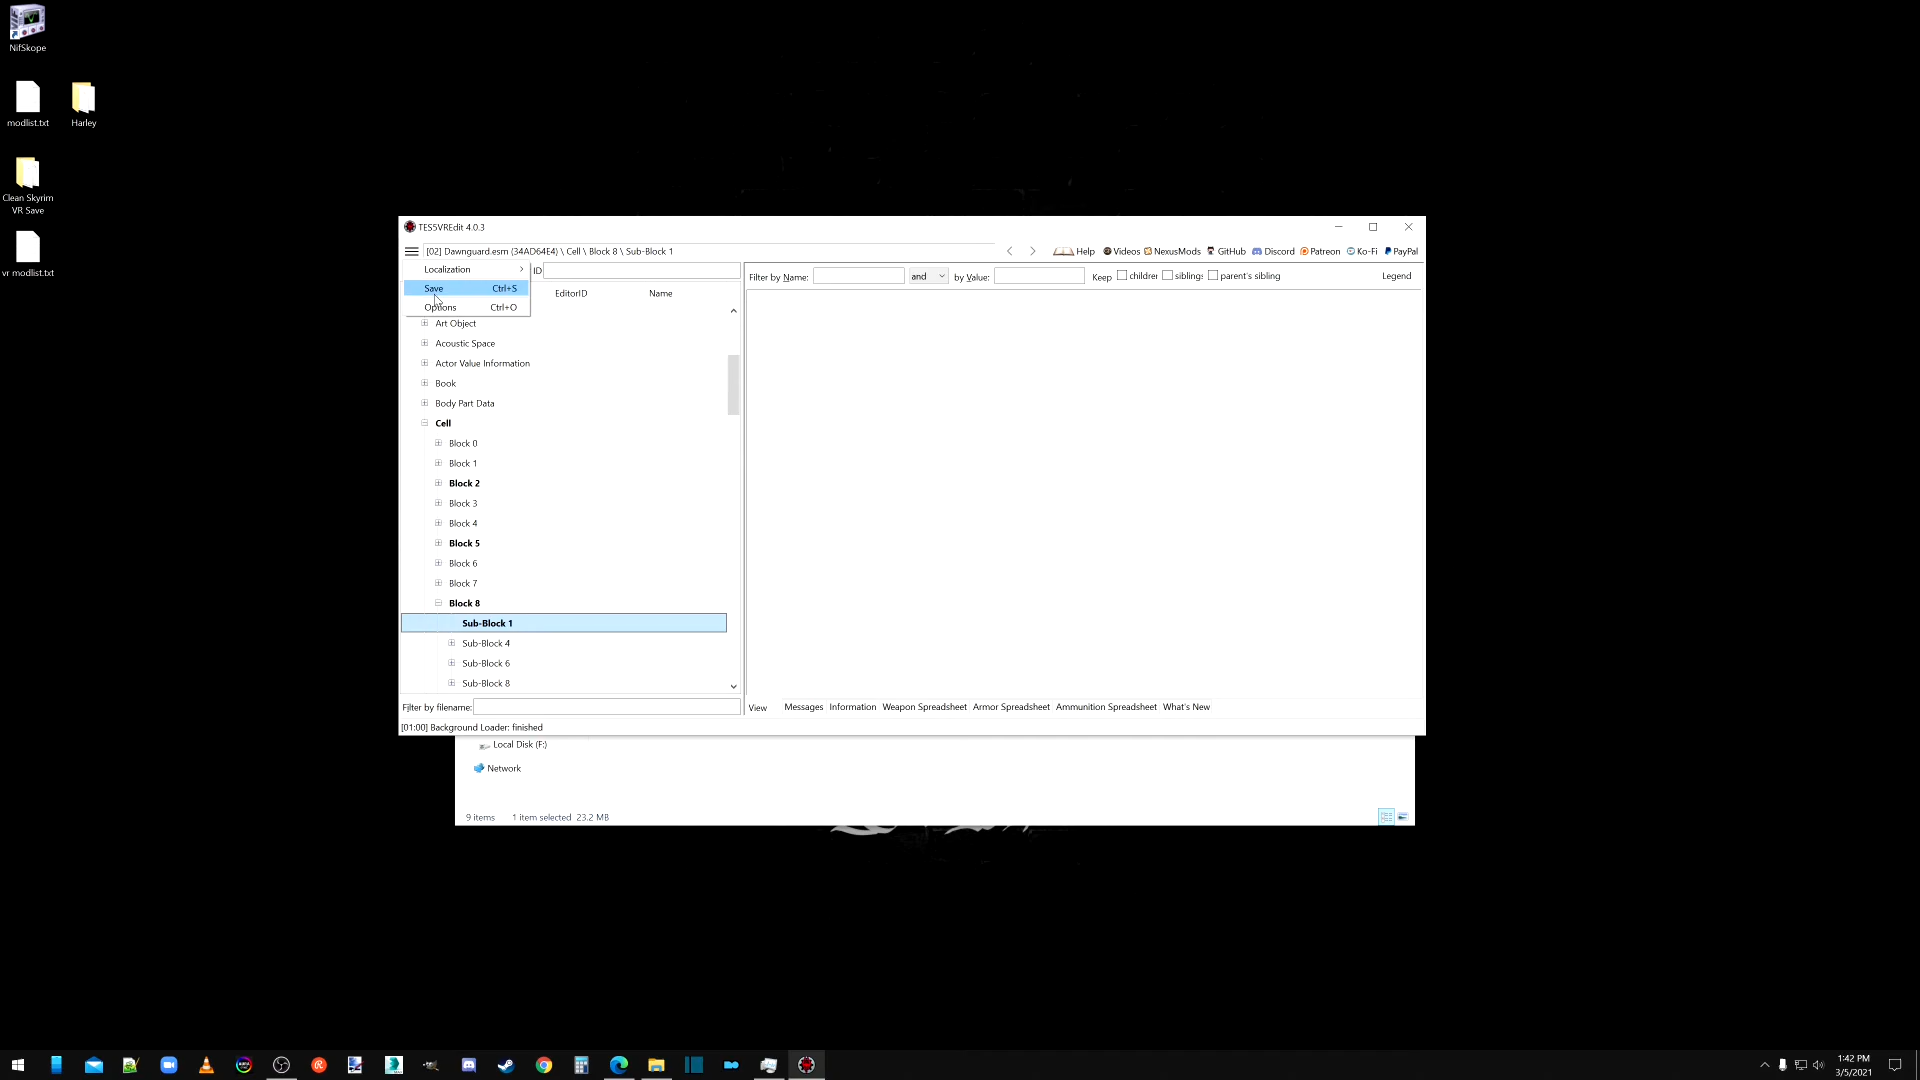 NifSkope
modlist.txt
Harley
Clean Skyrim
VR Save
vr modlist.txt
TES5VREdit 4.0.3
[02] Dawnguard.esm (34AD64E4) \ Cell \ Block 8 \ Sub-Block 1
Help
Videos
NexusMods
GitHub
Discord
Patreon
Ko-Fi
PayPal
Localization
ID
Save Ctrl+S
Options Ctrl+O
EditorID
Name
Filter by Name:
and
by Value:
Keep
children
siblings
parent's sibling
Legend
Art Object
Acoustic Space
Actor Value Information
Book
Body Part Data
Cell
Block 0
Block 1
Block 2
Block 3
Block 4
Block 5
Block 6
Block 7
Block 8
Sub-Block 1
Sub-Block 4
Sub-Block 6
Sub-Block 8
Filter by filename:
View
Messages
Information
Weapon Spreadsheet
Armor Spreadsheet
Ammunition Spreadsheet
What's New
[01:00] Background Loader: finished
Local Disk (F:)
Network
9 items
1 item selected 23.2 MB
1:42 PM
3/5/2021